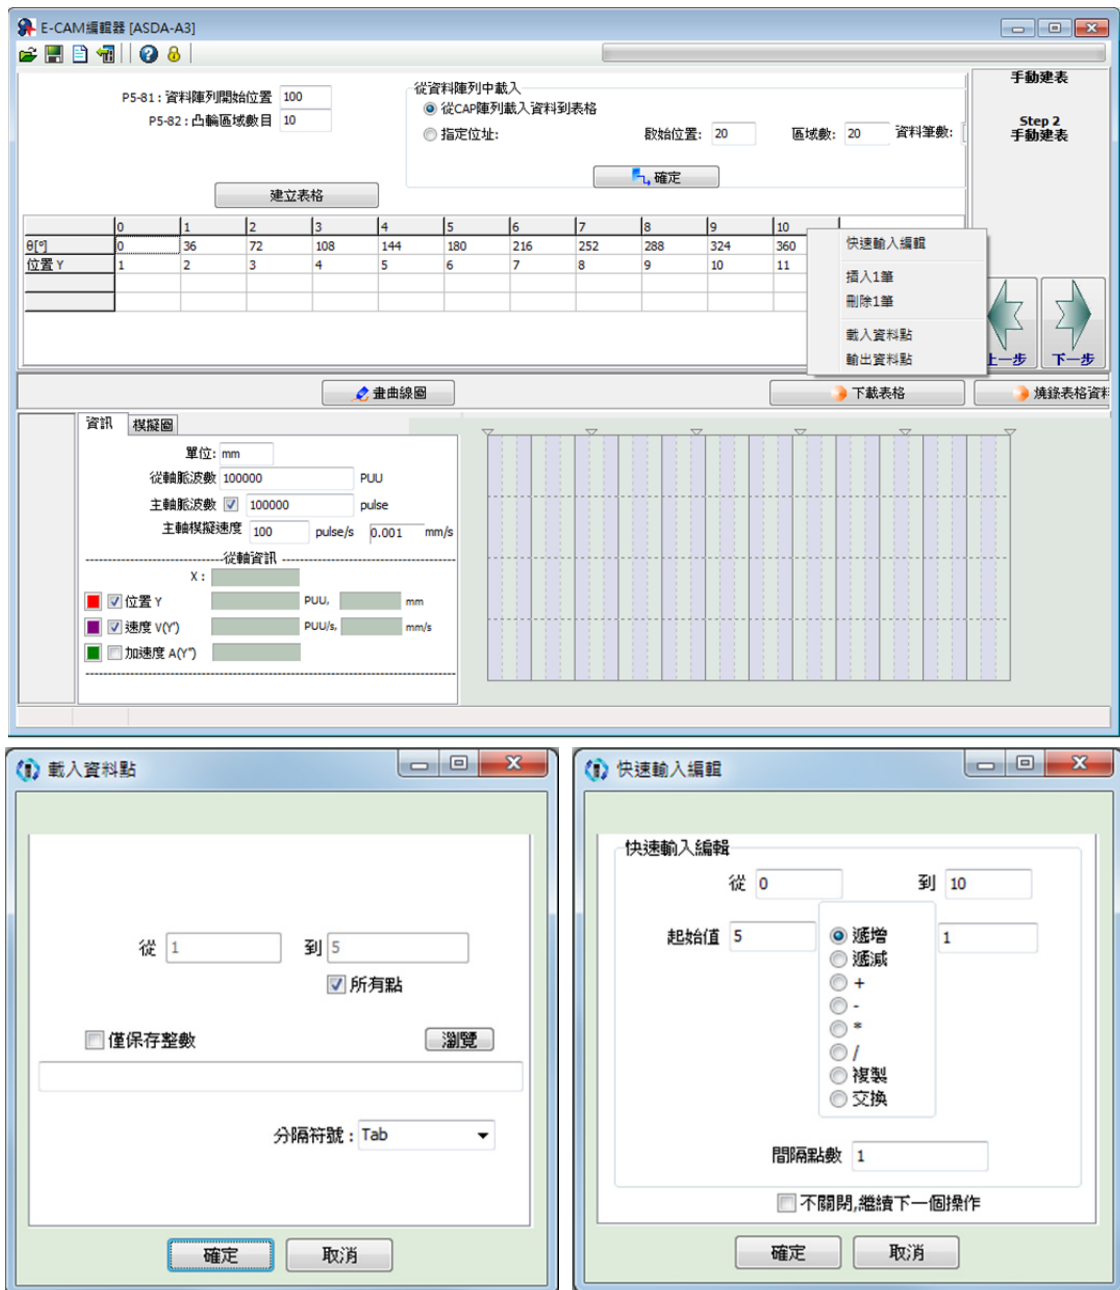 E-CAM編輯器 [ASDA-A3]
手動建表
Step 2
手動建表
P5-81 : 資料陣列開始位置 100
P5-82 : 凸輪區域數目 10
從資料陣列中載入
從CAP陣列載入資料到表格
指定位址: 啟始位置: 20 區域數: 20 資料筆數:
確定
建立表格
0 1 2 3 4 5 6 7 8 9 10
θ[°] 0 36 72 108 144 180 216 252 288 324 360
位置 Y 1 2 3 4 5 6 7 8 9 10 11
快速輸入編輯
插入1筆
刪除1筆
載入資料點
輸出資料點
上一步 下一步
畫曲線圖 下載表格 燒錄表格資料
資訊 模擬圖
單位: mm
從軸脈波數 100000 PUU
主軸脈波數 100000 pulse
主軸模擬速度 100 pulse/s 0.001 mm/s
從軸資訊
X :
位置 Y PUU, mm
速度 V(Y') PUU/s, mm/s
加速度 A(Y")
載入資料點
從 1 到 5
所有點
僅保存整數 瀏覽
分隔符號 : Tab
確定 取消
快速輸入編輯
快速輸入編輯
從 0 到 10
起始值 5 遞增 1
遞減
+
-
*
/
複製
交換
間隔點數 1
不關閉,繼續下一個操作
確定 取消